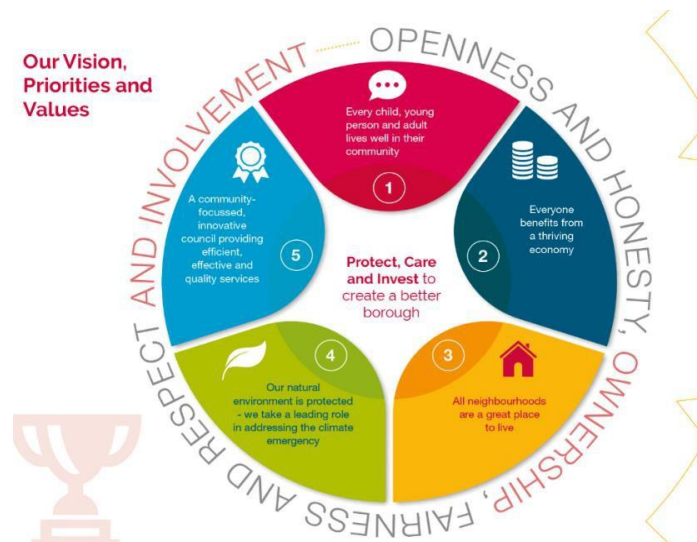 Our Vision,
Priorities and
Values
OPENNESS AND HONESTY, OWNERSHIP, FAIRNESS AND RESPECT AND INVOLVEMENT
Every child, young
person and adult
lives well in their
community
1
Everyone
benefits from
a thriving
economy
2
3
All neighbourhoods
are a great place
to live
4
Our natural
environment is protected
- we take a leading role
in addressing the climate
emergency
A community-
focussed,
innovative
council providing
efficient,
effective and
quality services
5
Protect, Care
and Invest to
create a better
borough